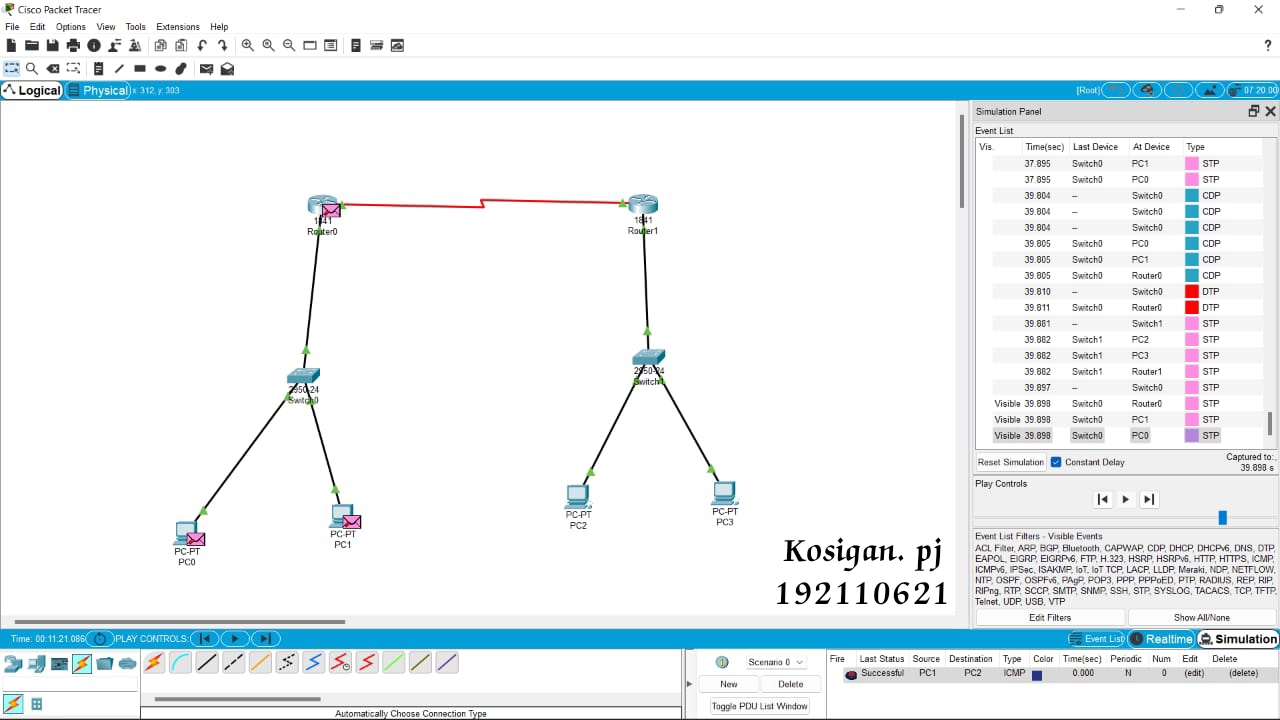 Cisco Packet Tracer
File Edit Options View Tools Extensions Help
?
Logical Physical x: 312, y: 303 [Root] 07:20:00
Simulation Panel
Event List
Vis. Time(sec) Last Device At Device Type
37.895 Switch0 PC1 STP
37.895 Switch0 PC0 STP
39.804 -- Switch0 CDP
39.804 -- Switch0 CDP
39.804 -- Switch0 CDP
39.805 Switch0 PC0 CDP
39.805 Switch0 PC1 CDP
39.805 Switch0 Router0 CDP
39.810 -- Switch0 DTP
39.811 Switch0 Router0 DTP
39.881 -- Switch1 STP
39.882 Switch1 PC2 STP
39.882 Switch1 PC3 STP
39.882 Switch1 Router1 STP
39.897 -- Switch0 STP
Visible 39.898 Switch0 Router0 STP
Visible 39.898 Switch0 PC1 STP
Visible 39.898 Switch0 PC0 STP
Reset Simulation Constant Delay Captured to:
39.898 s
Play Controls
Event List Filters - Visible Events
ACL Filter, ARP, BGP, Bluetooth, CAPWAP, CDP, DHCP, DHCPv6, DNS, DTP,
EAPOL, EIGRP, EIGRPv6, FTP, H.323, HSRP, HSRPv6, HTTP, HTTPS, ICMP,
ICMPv6, IPSec, ISAKMP, IoT, IoT TCP, LACP, LLDP, Meraki, NDP, NETFLOW,
NTP, OSPF, OSPFv6, PAgP, POP3, PPP, PPPoED, PTP, RADIUS, REP, RIP,
RIPng, RTP, SCCP, SMTP, SNMP, SSH, STP, SYSLOG, TACACS, TCP, TFTP,
Telnet, UDP, USB, VTP
Edit Filters Show All/None
1841
Router0
1841
Router1
2950-24
Switch0
2950-24
Switch1
PC-PT
PC0
PC-PT
PC1
PC-PT
PC2
PC-PT
PC3
Kosigan. pj
192110621
Time: 00:11:21.086 PLAY CONTROLS: Event List Realtime Simulation
Automatically Choose Connection Type
Scenario 0
New Delete
Toggle PDU List Window
Fire Last Status Source Destination Type Color Time(sec) Periodic Num Edit Delete
Successful PC1 PC2 ICMP 0.000 N 0 (edit) (delete)